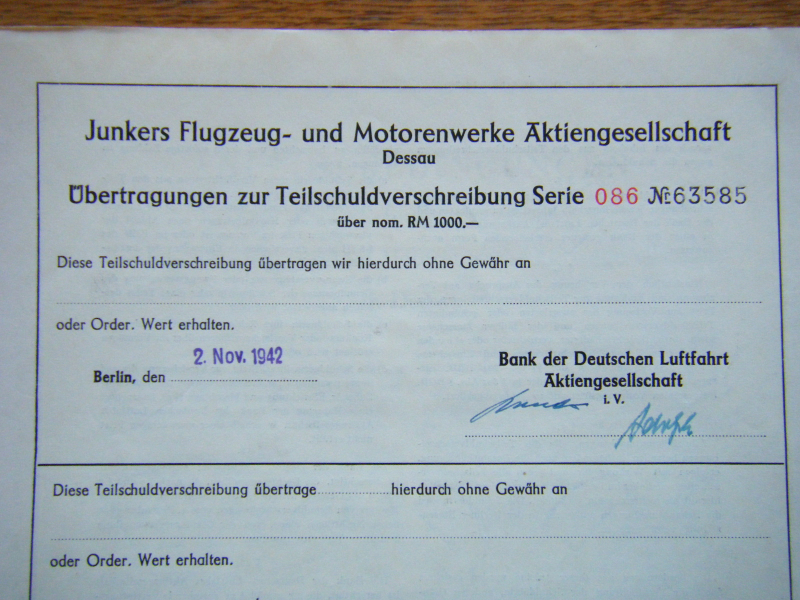 Junkers Flugzeug- und Motorenwerke Aktiengesellschaft
Dessau
Übertragungen zur Teilschuldverschreibung Serie 086 № 63585
über nom. RM 1000.—
Diese Teilschuldverschreibung übertragen wir hierdurch ohne Gewähr an
oder Order. Wert erhalten.
Berlin, den 2. Nov. 1942
Bank der Deutschen Luftfahrt
Aktiengesellschaft
i. V.
Diese Teilschuldverschreibung übertrage hierdurch ohne Gewähr an
oder Order. Wert erhalten.